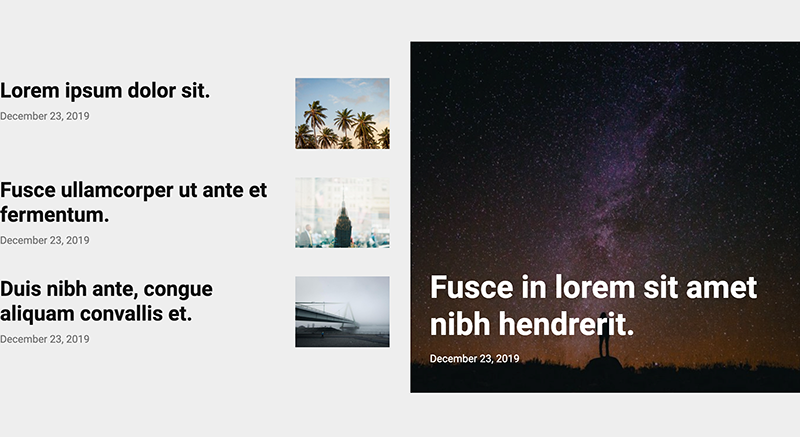 Lorem ipsum dolor sit.
December 23, 2019
Fusce ullamcorper ut ante et
fermentum.
December 23, 2019
Duis nibh ante, congue
aliquam convallis et.
December 23, 2019
Fusce in lorem sit amet
nibh hendrerit.
December 23, 2019